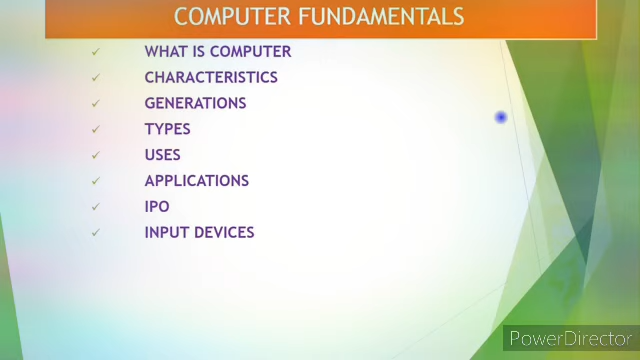 COMPUTER FUNDAMENTALS
✓ WHAT IS COMPUTER
✓ CHARACTERISTICS
✓ GENERATIONS
✓ TYPES
✓ USES
✓ APPLICATIONS
✓ IPO
✓ INPUT DEVICES
PowerDirector